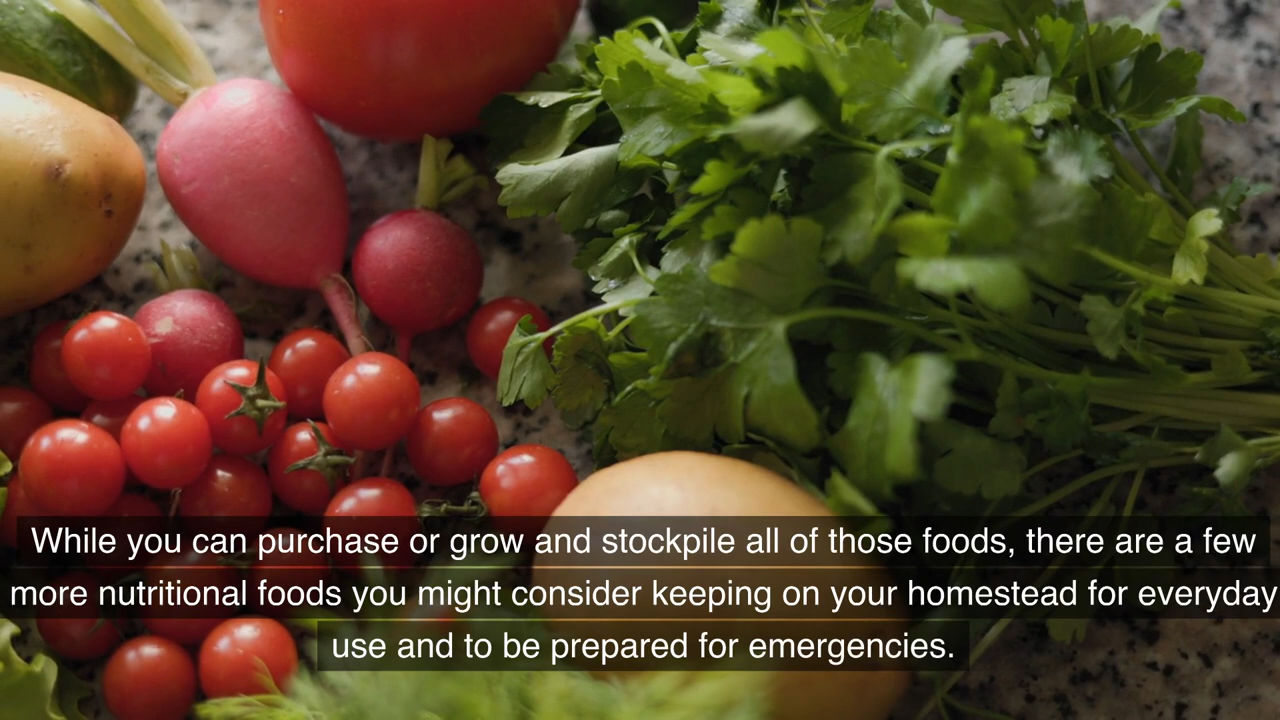 While you can purchase or grow and stockpile all of those foods, there are a few
more nutritional foods you might consider keeping on your homestead for everyday
use and to be prepared for emergencies.